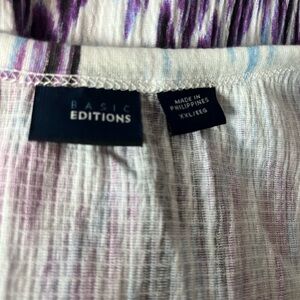 BASIC
EDITIONS
MADE IN
PHILIPPINES
XXL/EEG